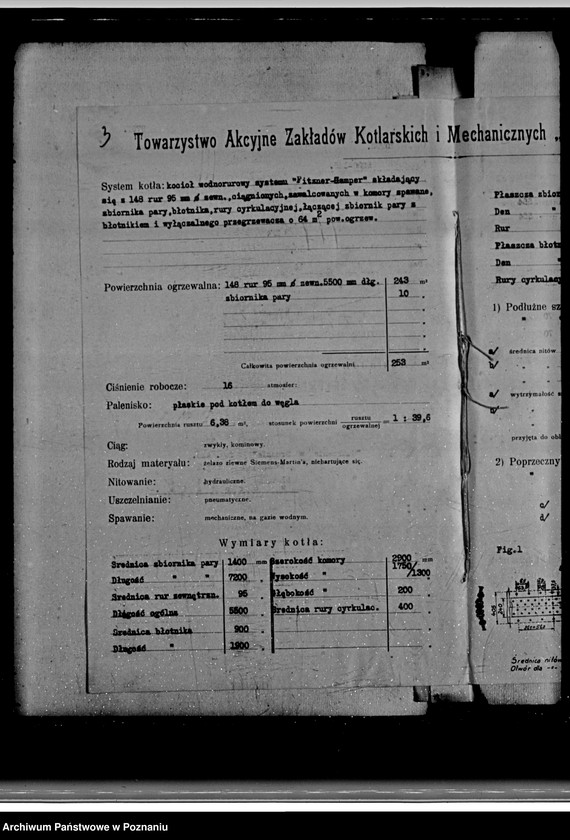 3
Towarzystwo Akcyjne Zakładów Kotlarskich i Mechanicznych „
System kotła: kocioł wodnorurowy systemu "Fitzner-Gamper" składający
się z 148 rur 95 mm ø zewn., ciągnionych, zawalcowanych w komory spawane,
zbiornika pary, błotnika, rury cyrkulacyjnej, łączącej zbiornik pary z
błotnikiem i wyłączalnego przegrzewacza o 64 m² pow. ogrzew.
Powierzchnia ogrzewalna: 148 rur 95 mm ø zewn. 5500 mm dłg. 243 m²
zbiornika pary 10 "
Całkowita powierzchnia ogrzewalna 253 m²
Ciśnienie robocze: 16 atmosfer:
Palenisko: płaskie pod kotłem do węgla
Powierzchnia rusztu 6,38 m², stosunek powierzchni rusztu / ogrzewalnej = 1 : 39,6
Ciąg: zwykły, kominowy.
Rodzaj materyału: żelazo zlewne Siemens-Martin'a, niehartujące się.
Nitowanie: hydrauliczne.
Uszczelnianie: pneumatyczne.
Spawanie: mechaniczne, na gazie wodnym.
Wymiary kotła:
Średnica zbiornika pary 1400 mm Szerokość komory 2900 mm
Długość " " 7200 " Wysokość " 1750/1300
Średnica rur zewnętrzn. 95 " Głębokość " 200 "
Długość ogólna 5500 " Średnica rury cyrkulac. 400 "
Średnica błotnika 900 "
Długość " 1900 "
Płaszcza zbior
Den "
Rur
Płaszcza błotn
Den "
Rury cyrkulacy
1) Podłużne sz
a/ średnica nitów
b/
a/ wytrzymałość s
b/
przyjęta do obl
2) Poprzeczny
c/
d/
Fig.1
Średnica nitów
Otwór dla -"-
Archiwum Państwowe w Poznaniu